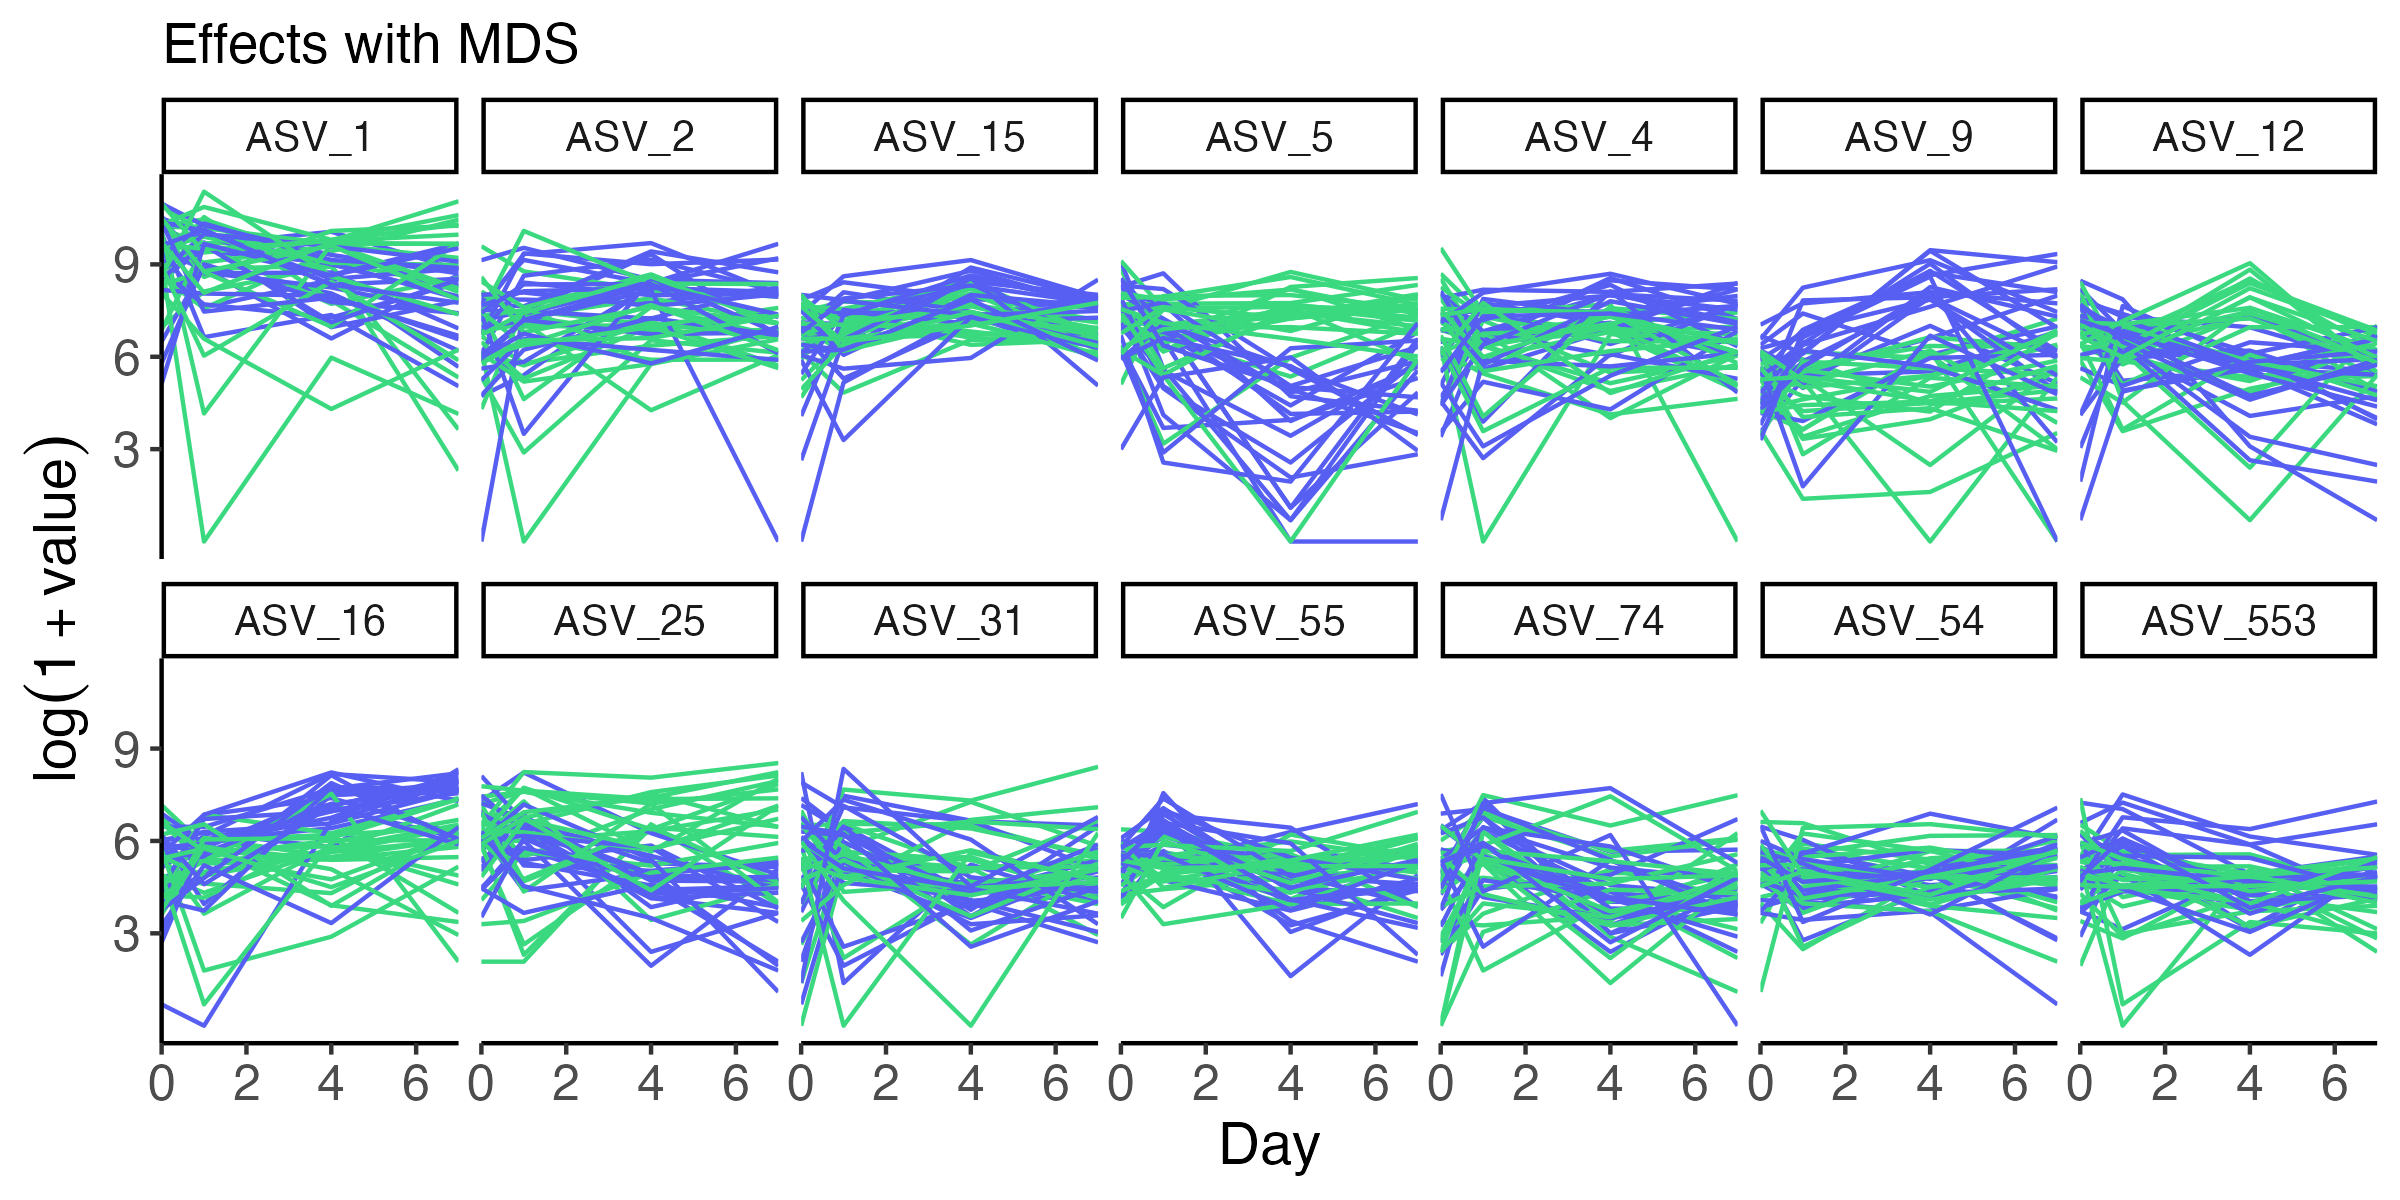 Effects with MDS
ASV_1 ASV_2 ASV_15 ASV_5 ASV_4 ASV_9 ASV_12
9
6
3
ASV_16 ASV_25 ASV_31 ASV_55 ASV_74 ASV_54 ASV_553
9
6
3
log(1 + value)
0 2 4 6 0 2 4 6 0 2 4 6 0 2 4 6 0 2 4 6 0 2 4 6 0 2 4 6
Day